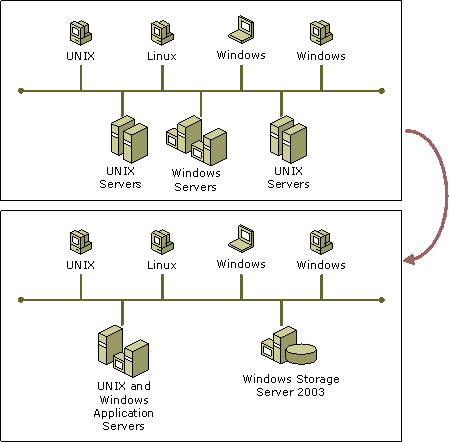 UNIX
Linux
Windows
Windows
UNIX
Servers
Windows
Servers
UNIX
Servers
UNIX
Linux
Windows
Windows
UNIX and
Windows
Application
Servers
Windows Storage
Server 2003